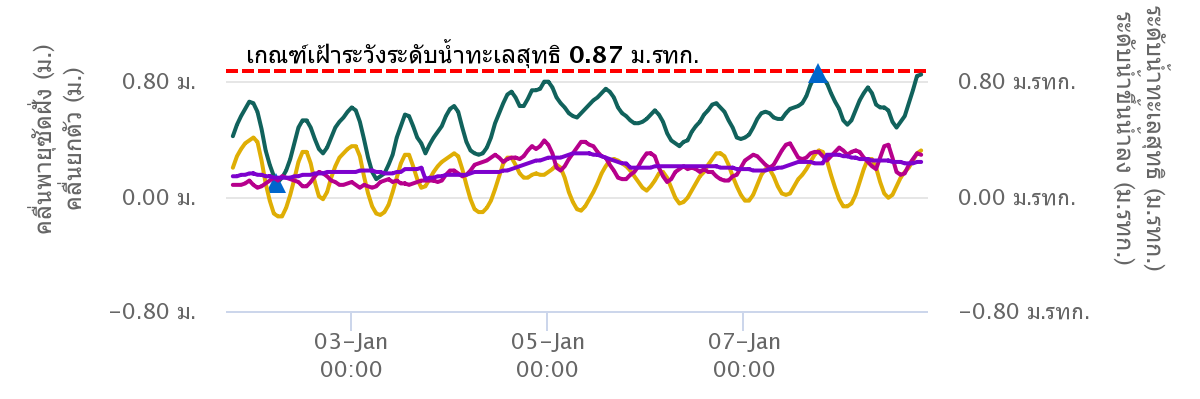 เกณฑ์เฝ้าระวังระดับน้ำทะเลสุทธิ 0.87 ม.รทก.
คลื่นพายุซัดฝั่ง (ม.)
คลื่นยกตัว (ม.)
0.80 ม.
0.00 ม.
−0.80 ม.
0.80 ม.รทก.
0.00 ม.รทก.
−0.80 ม.รทก.
ระดับน้ำทะเลสุทธิ (ม.รทก.)
ระดับน้ำขึ้นน้ำลง (ม.รทก.)
03−Jan
00:00
05−Jan
00:00
07−Jan
00:00